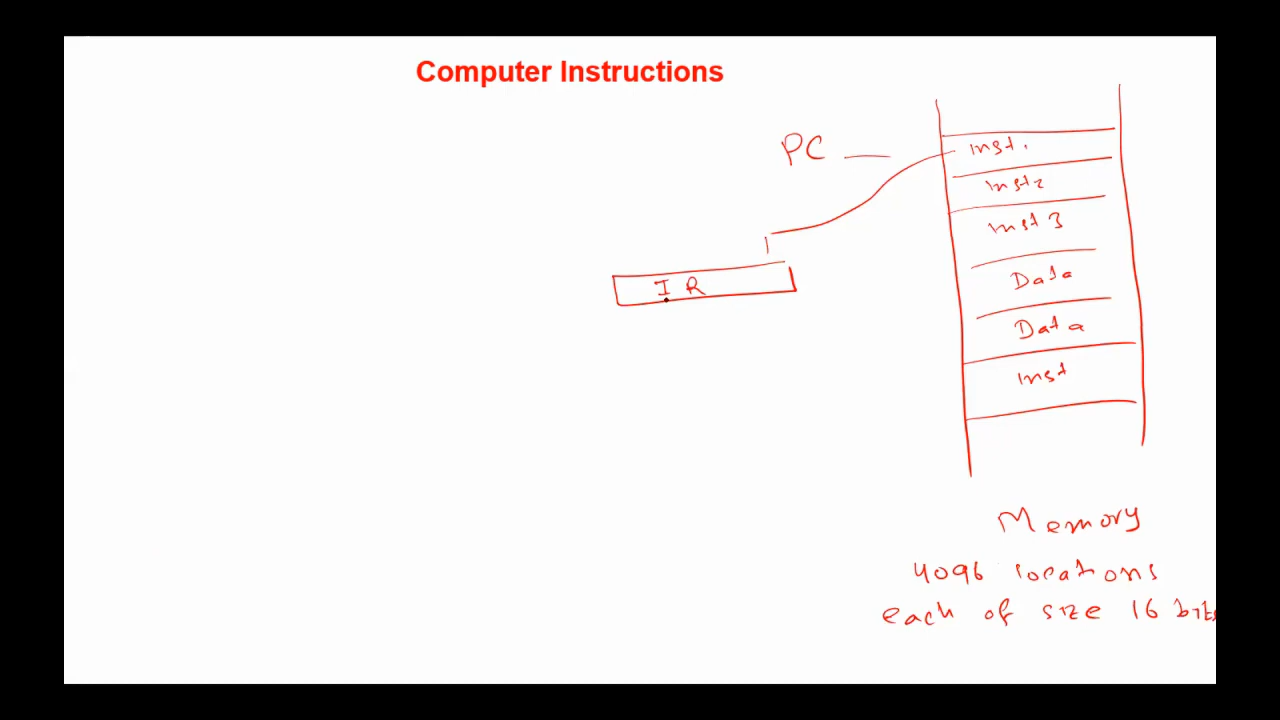 Computer Instructions
PC
Inst1
Inst2
Inst 3
IR
Data
Data
Inst
Memory
4096 locations
each of size 16 bits